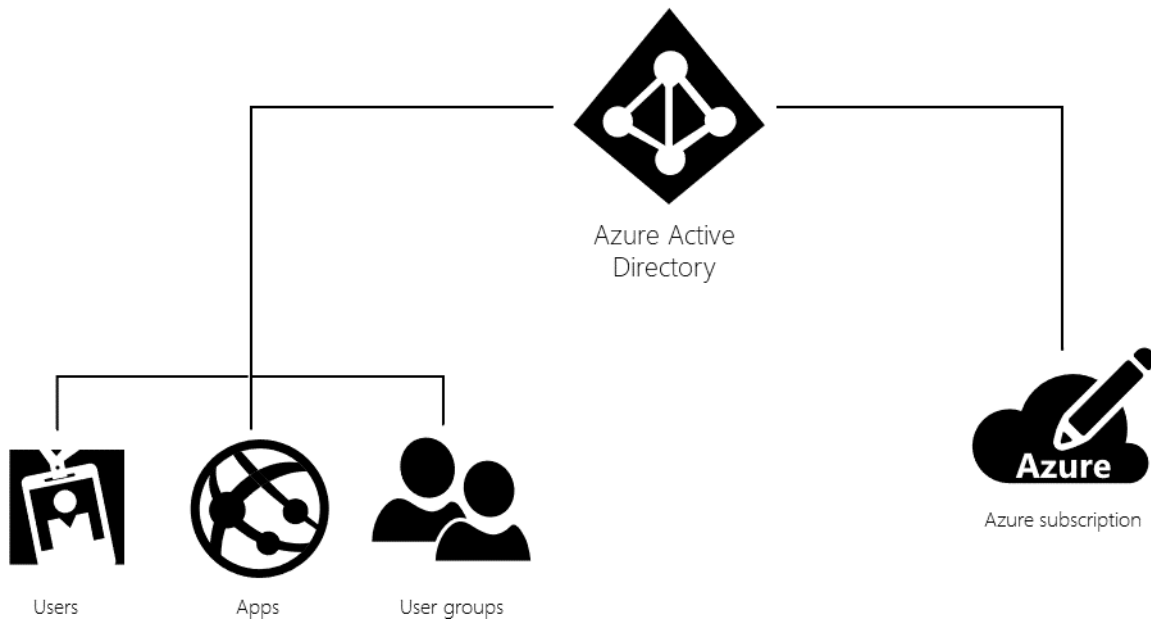 Azure Active
Directory
Azure
Azure subscription
Users
Apps
User groups